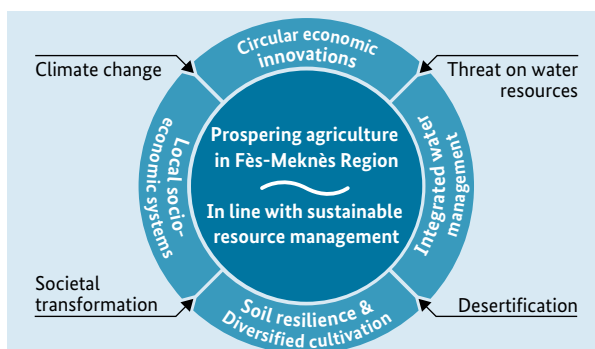 Circular economic
innovations
Climate change
Threat on water
resources
Local socio-
economic systems
Prospering agriculture
in Fès-Meknès Region
In line with sustainable
resource management
Integrated water
management
Societal
transformation
Soil resilience &
Diversified cultivation
Desertification